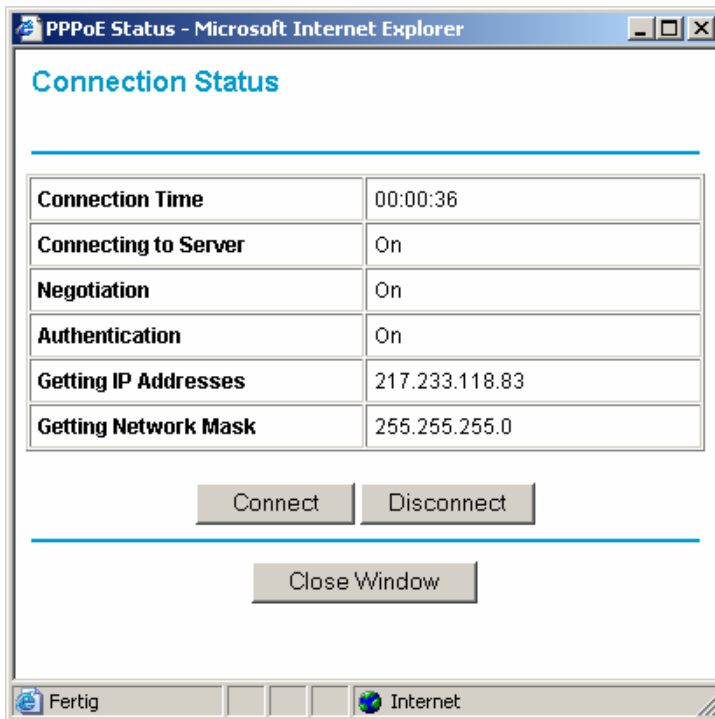 PPPoE Status - Microsoft Internet Explorer
Connection Status
Connection Time 00:00:36
Connecting to Server On
Negotiation On
Authentication On
Getting IP Addresses 217.233.118.83
Getting Network Mask 255.255.255.0
Connect Disconnect
Close Window
Fertig Internet